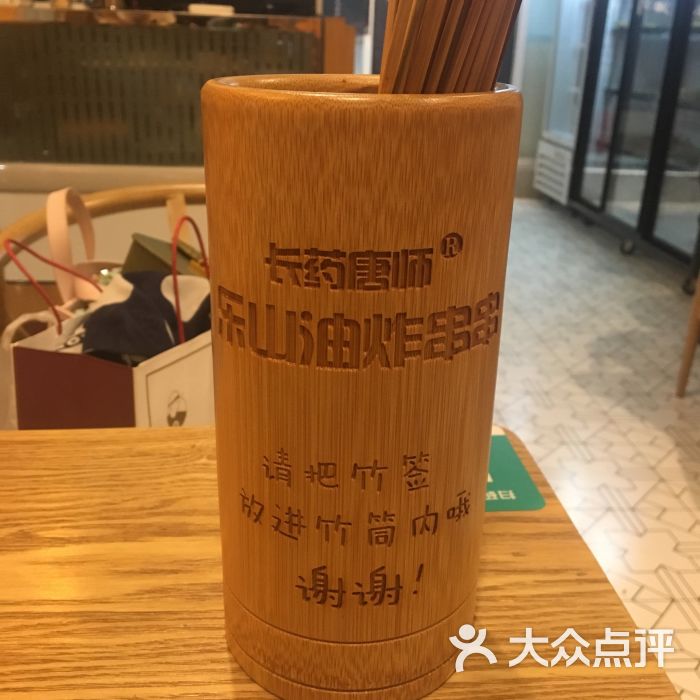 长药唐师®
乐山油炸串串
请把竹签
放进竹筒内哦
谢谢!
大众点评